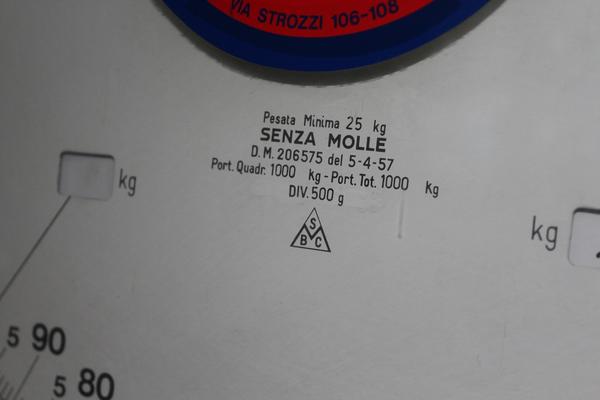 VIA STROZZI 106-108
Pesata Minima 25 kg
SENZA MOLLE
D.M. 206575 del 5-4-57
Port. Quadr. 1000 kg - Port. Tot. 1000 kg
DIV. 500 g
S
B C
kg
kg
5 90
5 80